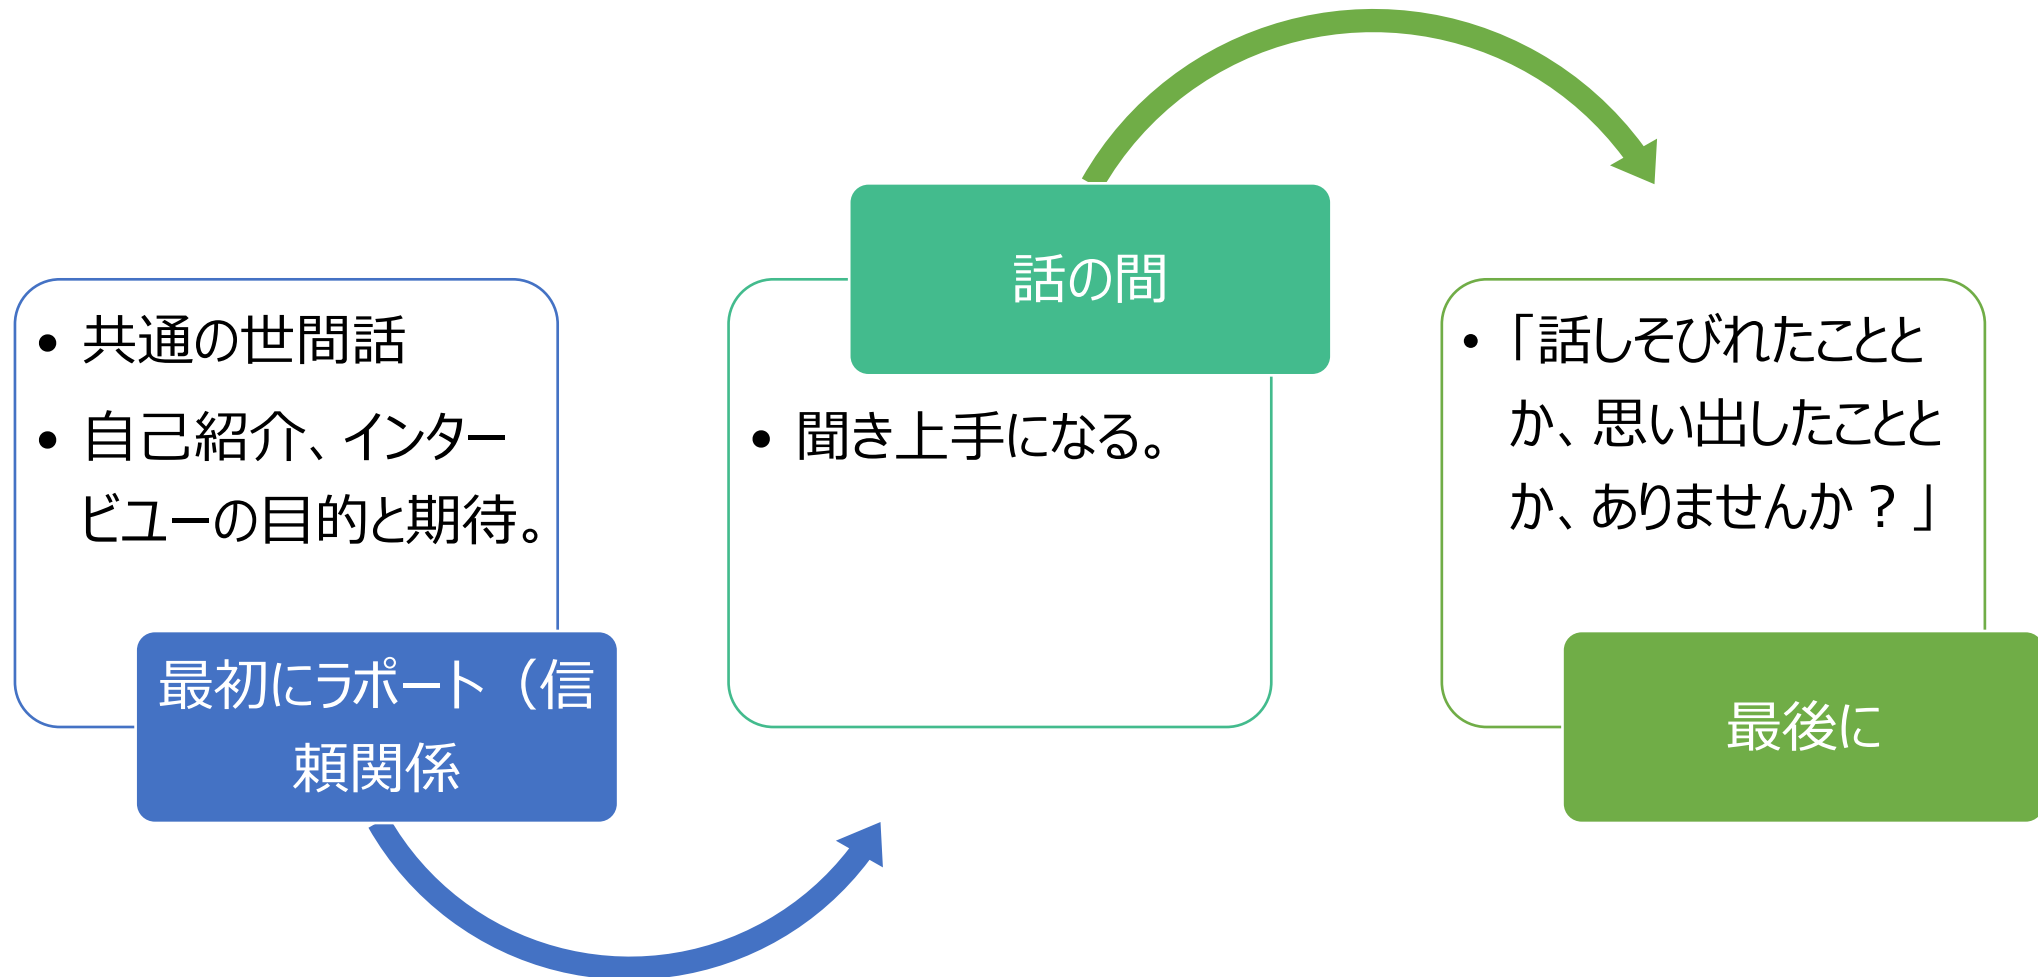 • 共通の世間話
• 自己紹介、インター
ビューの目的と期待。
最初にラポート（信
頼関係
話の間
• 聞き上手になる。
• 「話しそびれたことと
か、思い出したことと
か、ありませんか？」
最後に